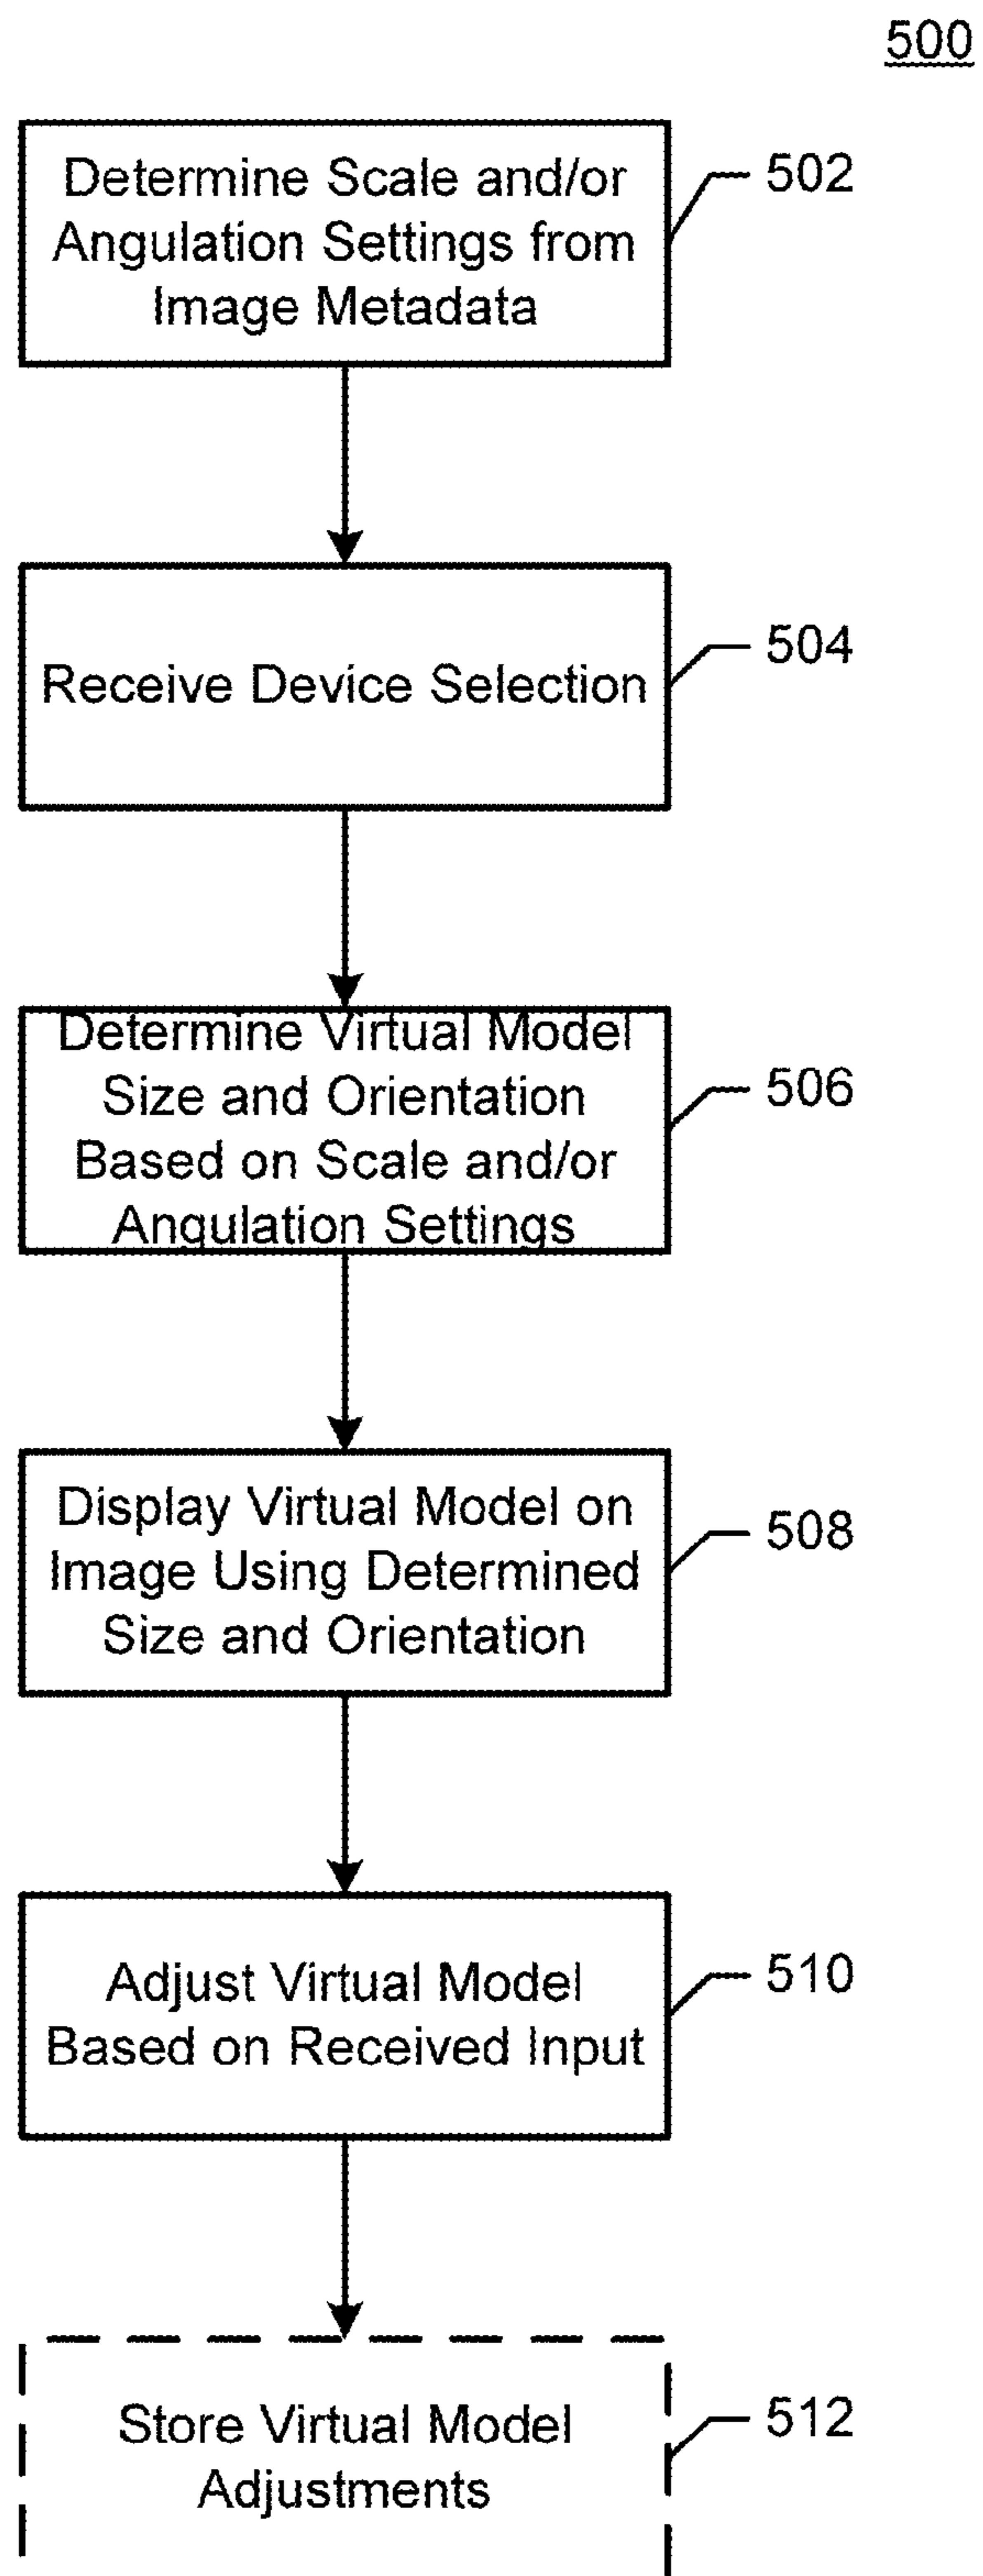 500
Determine Scale and/or
Angulation Settings from
Image Metadata
502
Receive Device Selection
504
Determine Virtual Model
Size and Orientation
Based on Scale and/or
Angulation Settings
506
Display Virtual Model on
Image Using Determined
Size and Orientation
508
Adjust Virtual Model
Based on Received Input
510
Store Virtual Model
Adjustments
512